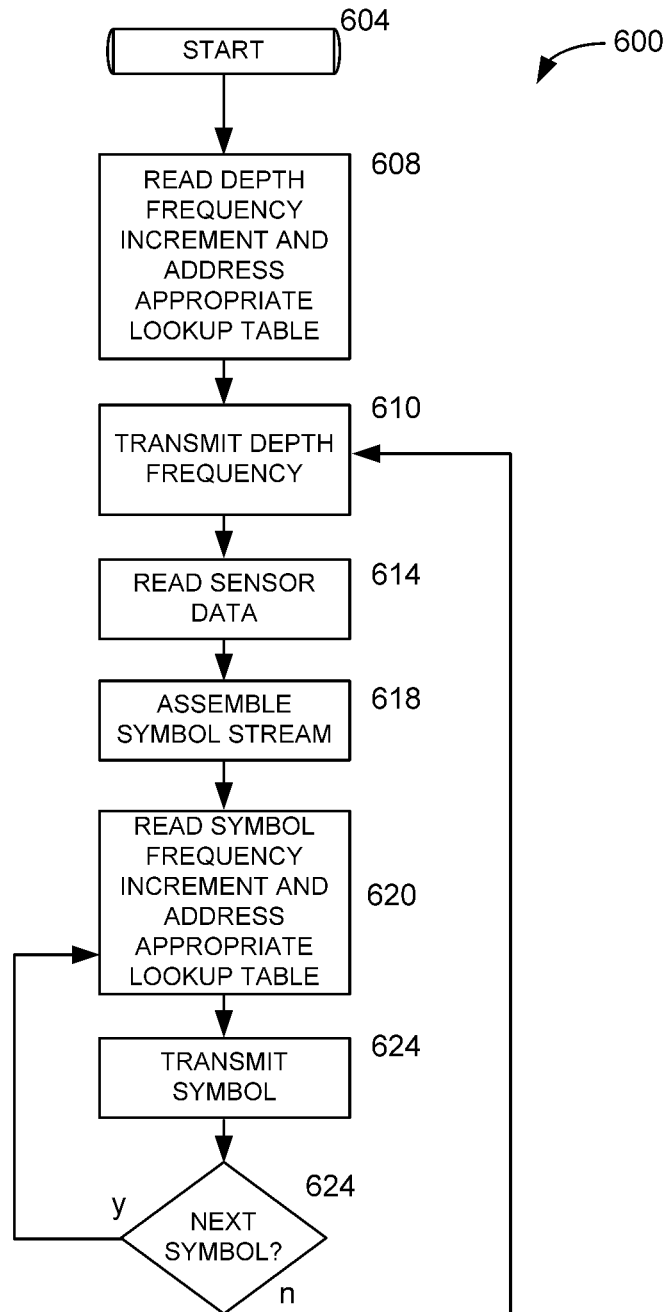 604
START
600
608
READ DEPTH
FREQUENCY
INCREMENT AND
ADDRESS
APPROPRIATE
LOOKUP TABLE
610
TRANSMIT DEPTH
FREQUENCY
614
READ SENSOR
DATA
618
ASSEMBLE
SYMBOL STREAM
READ SYMBOL
FREQUENCY
INCREMENT AND
ADDRESS
APPROPRIATE
LOOKUP TABLE
620
624
TRANSMIT
SYMBOL
624
y
NEXT
SYMBOL?
n